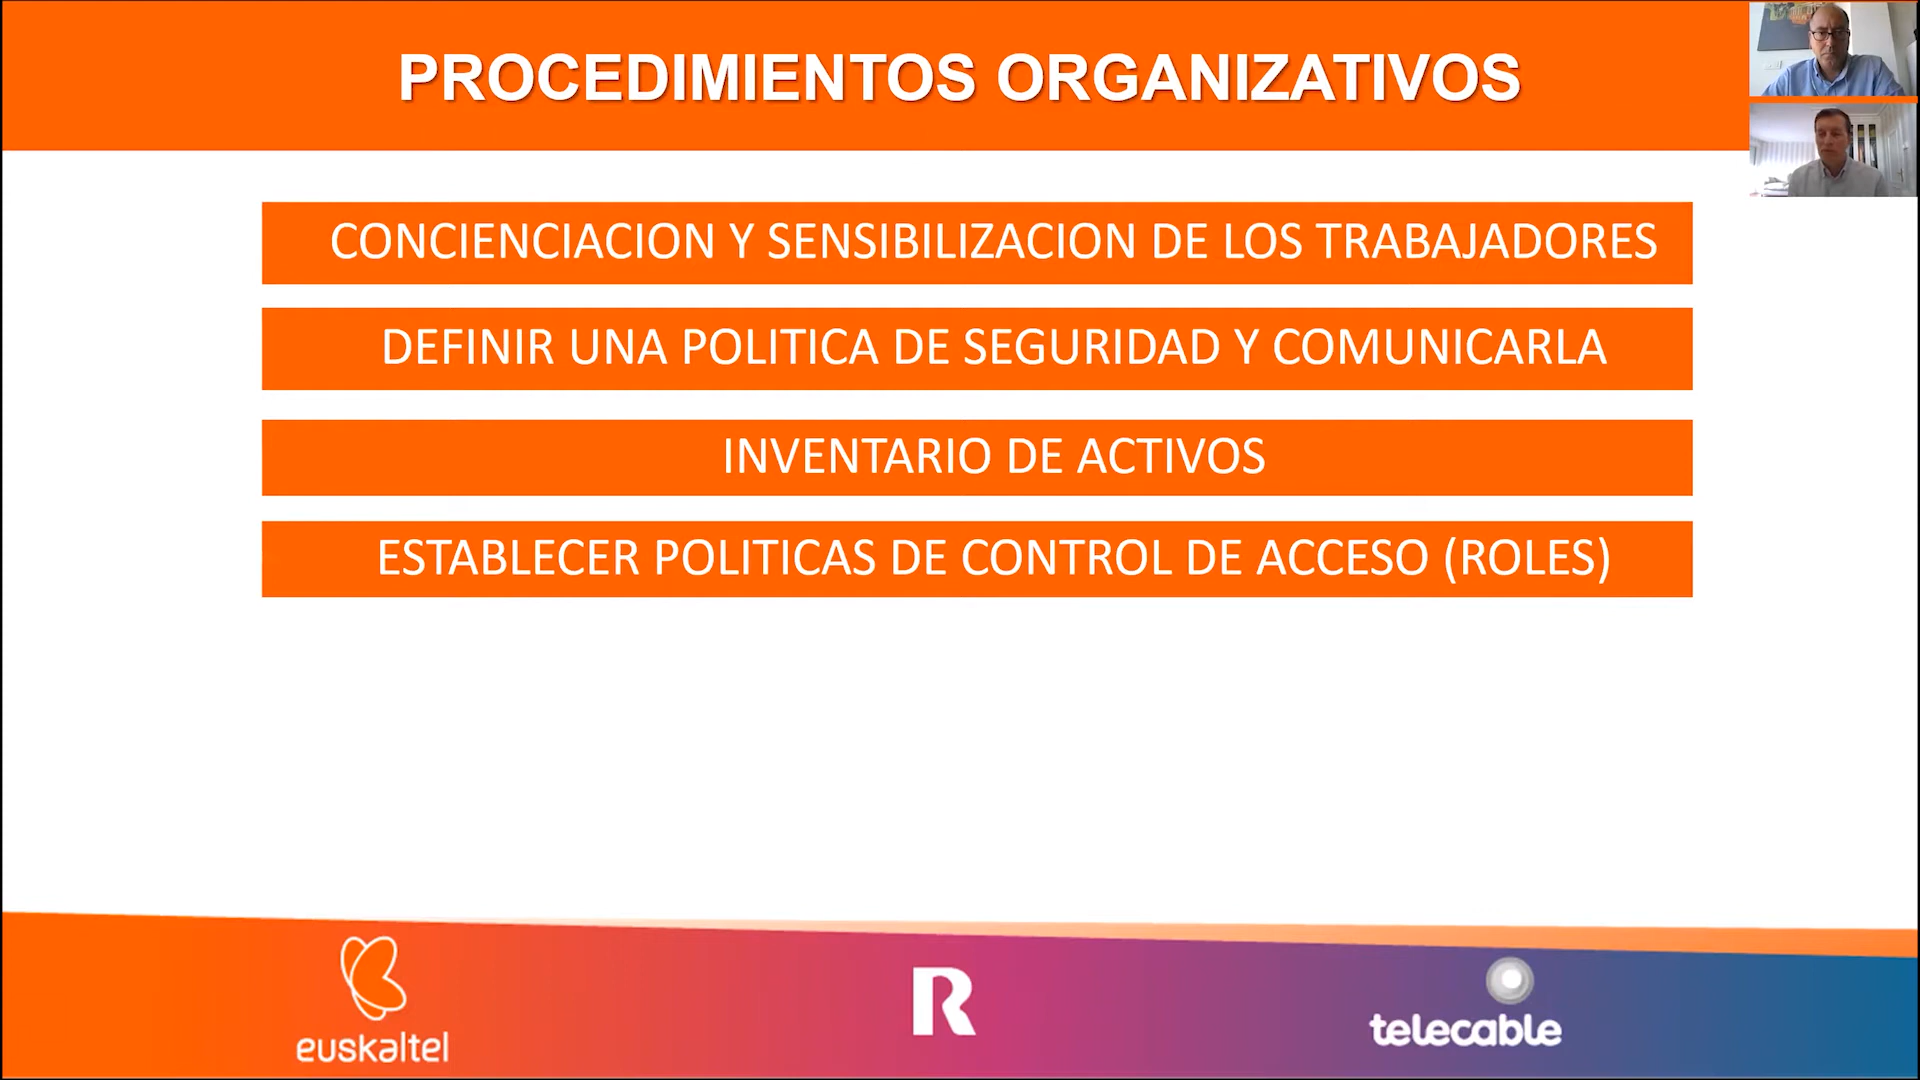 PROCEDIMIENTOS ORGANIZATIVOS
CONCIENCIACION Y SENSIBILIZACION DE LOS TRABAJADORES
DEFINIR UNA POLITICA DE SEGURIDAD Y COMUNICARLA
INVENTARIO DE ACTIVOS
ESTABLECER POLITICAS DE CONTROL DE ACCESO (ROLES)
euskaltel
R
telecable